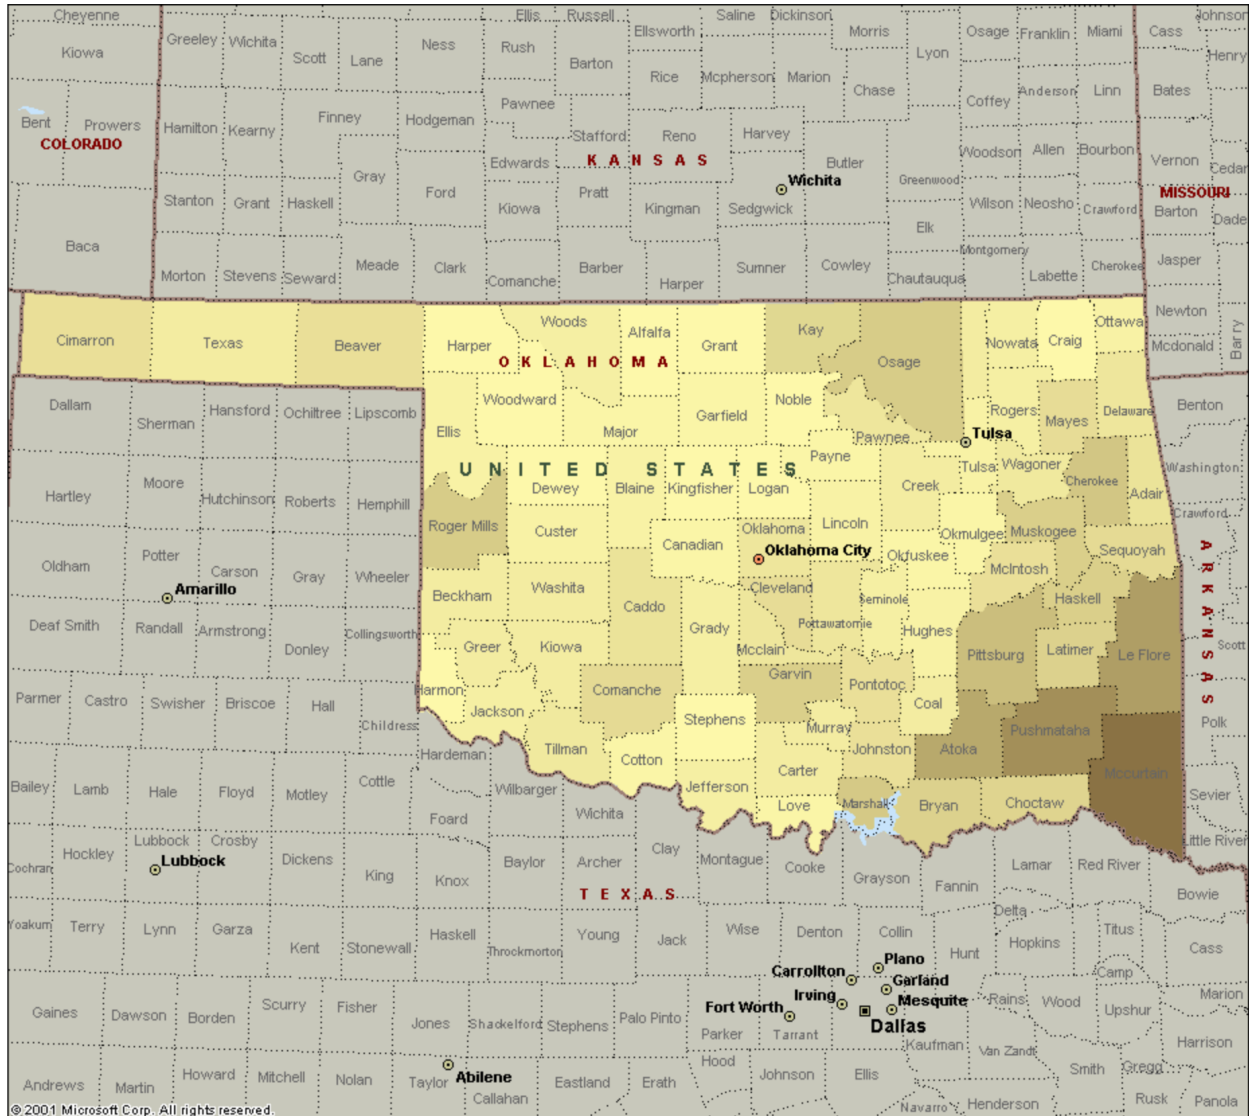 Cheyenne Ellis Russell Saline Dickinson Johnson
Kiowa Greeley Wichita Scott Lane Ness Rush Barton Ellsworth Morris Lyon Osage Franklin Miami Cass Henry
Rice Mcpherson Marion Chase Coffey Anderson Linn Bates
Bent Prowers Hamilton Kearny Finney Hodgeman Pawnee Stafford Reno Harvey
COLORADO KANSAS Butler Woodson Allen Bourbon Vernon Cedar
Gray Ford Edwards Pratt Wichita Greenwood MISSOURI
Stanton Grant Haskell Kiowa Kingman Sedgwick Wilson Neosho Crawford Barton Dade
Baca Elk Montgomery
Morton Stevens Seward Meade Clark Comanche Barber Harper Sumner Cowley Chautauqua Labette Cherokee Jasper
Newton
Cimarron Texas Beaver Harper Woods Alfalfa Grant Kay Osage Nowata Craig Ottawa Mcdonald Barry
OKLAHOMA
Dallam Sherman Hansford Ochiltree Lipscomb Ellis Woodward Major Garfield Noble Pawnee Rogers Mayes Delaware Benton
Tulsa
UNITED STATES Payne Tulsa Wagoner Cherokee Washington
Hartley Moore Hutchinson Roberts Hemphill Dewey Blaine Kingfisher Logan Creek Adair
Roger Mills Custer Canadian Oklahoma Lincoln Okmulgee Muskogee Crawford
Oldham Potter Carson Gray Wheeler Oklahoma City Okfuskee Mcintosh Sequoyah
Amarillo Beckham Washita Caddo Cleveland Seminole Haskell ARKANSAS
Deaf Smith Randall Armstrong Donley Collingsworth Greer Kiowa Grady Mcclain Pottawatomie Hughes Pittsburg Latimer Le Flore Scott
Parmer Castro Swisher Briscoe Hall Childress Harmon Jackson Comanche Garvin Pontotoc Coal
Stephens Murray Pushmataha Polk
Hardeman Tillman Cotton Johnston Atoka
Bailey Lamb Hale Floyd Motley Cottle Wilbarger Jefferson Carter Mccurtain
Love Marshall Bryan Choctaw Sevier
Foard Wichita
Hockley Lubbock Crosby Dickens Clay Little River
Cochran Lubbock King Knox Baylor Archer Montague Cooke Grayson Fannin Lamar Red River
TEXAS Bowie
Yoakum Terry Lynn Garza Kent Stonewall Haskell Throckmorton Young Jack Wise Denton Collin Hunt Delta Hopkins Titus Cass
Plano Camp
Carrollton Garland
Irving Mesquite Rains Wood Upshur Marion
Gaines Dawson Borden Scurry Fisher Jones Shackelford Stephens Palo Pinto Parker Fort Worth Tarrant Dallas Kaufman Van Zandt Harrison
Andrews Martin Howard Mitchell Nolan Taylor Abilene Callahan Eastland Erath Hood Johnson Ellis Smith Gregg
Navarro Henderson Rusk Panola
© 2001 Microsoft Corp. All rights reserved.